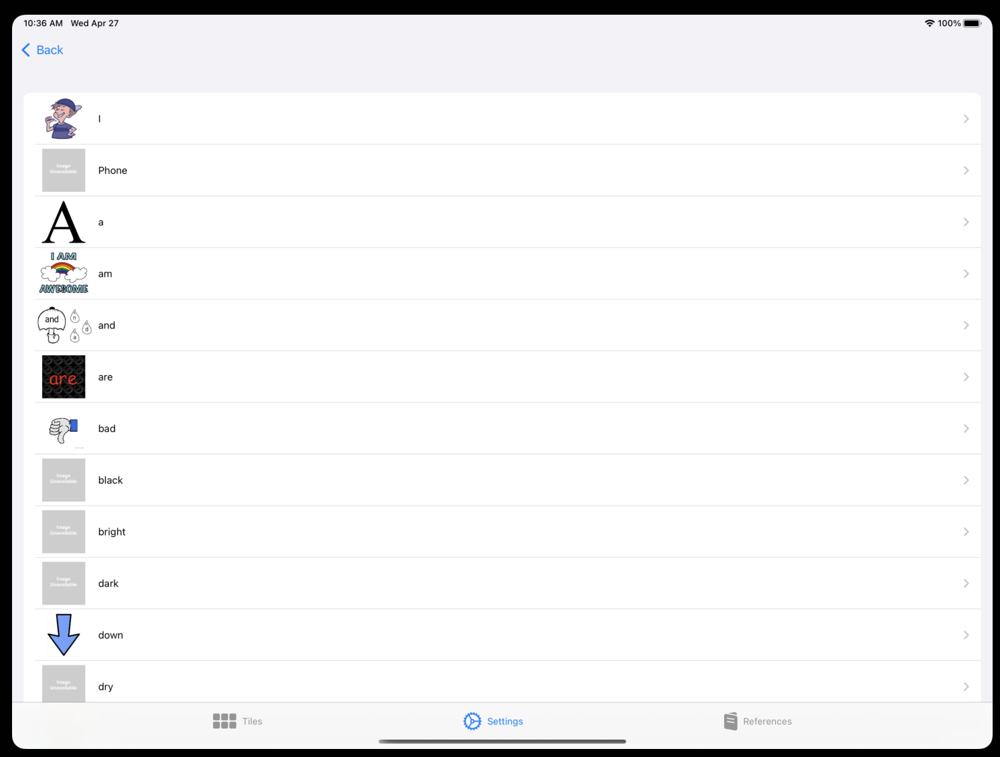 10:36 AM Wed Apr 27
100%
Back
I
Image
Unavailable
Phone
A
a
I AM
AWESOME
am
and
n
d
a
and
are
are
bad
Image
Unavailable
black
Image
Unavailable
bright
Image
Unavailable
dark
down
Image
Unavailable
dry
Tiles
Settings
References